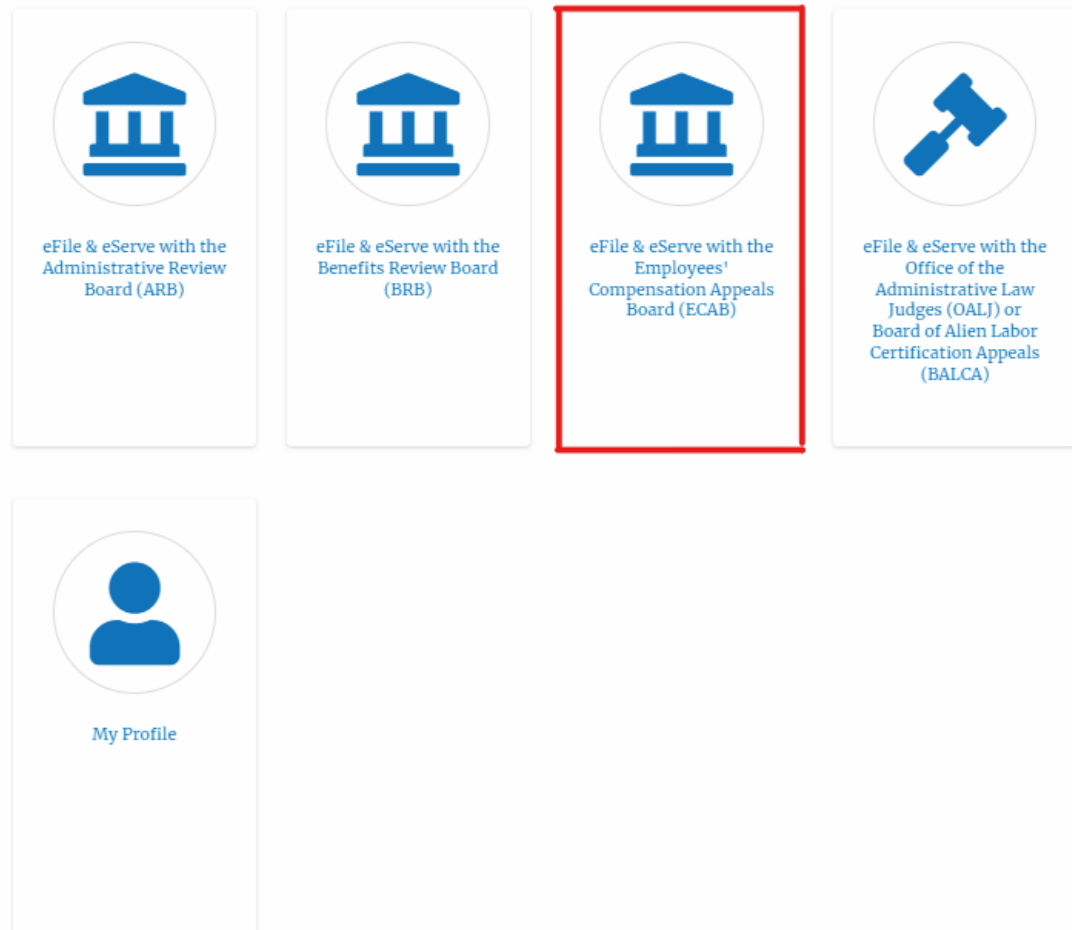 eFile & eServe with the
Administrative Review
Board (ARB)
eFile & eServe with the
Benefits Review Board
(BRB)
eFile & eServe with the
Employees'
Compensation Appeals
Board (ECAB)
eFile & eServe with the
Office of the
Administrative Law
Judges (OALJ) or
Board of Alien Labor
Certification Appeals
(BALCA)
My Profile